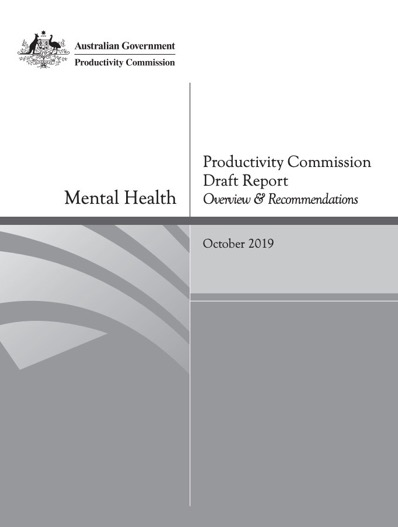 Australian Government
Productivity Commission
Mental Health
Productivity Commission
Draft Report
Overview & Recommendations
October 2019